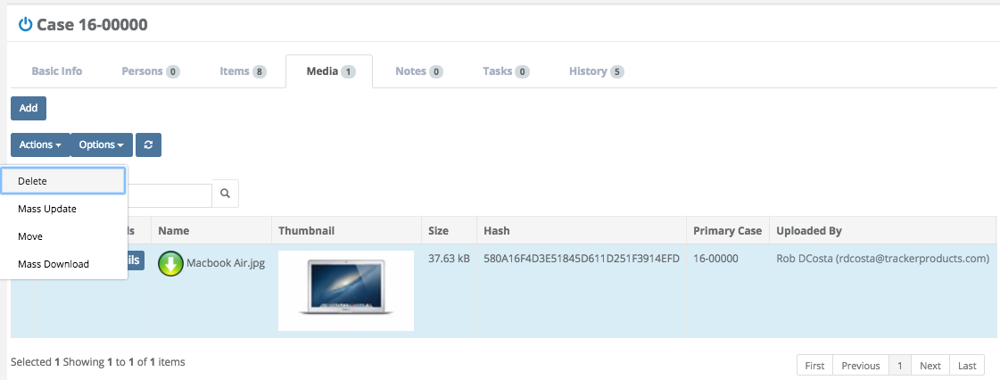 Case 16-00000
Basic Info Persons 0 Items 8 Media 1 Notes 0 Tasks 0 History 5
Add
Actions Options
Delete
Mass Update
Move
Mass Download
ls Name Thumbnail Size Hash Primary Case Uploaded By
ils Macbook Air.jpg 37.63 kB 580A16F4D3E51845D611D251F3914EFD 16-00000 Rob DCosta (rdcosta@trackerproducts.com)
Selected 1 Showing 1 to 1 of 1 items
First Previous 1 Next Last